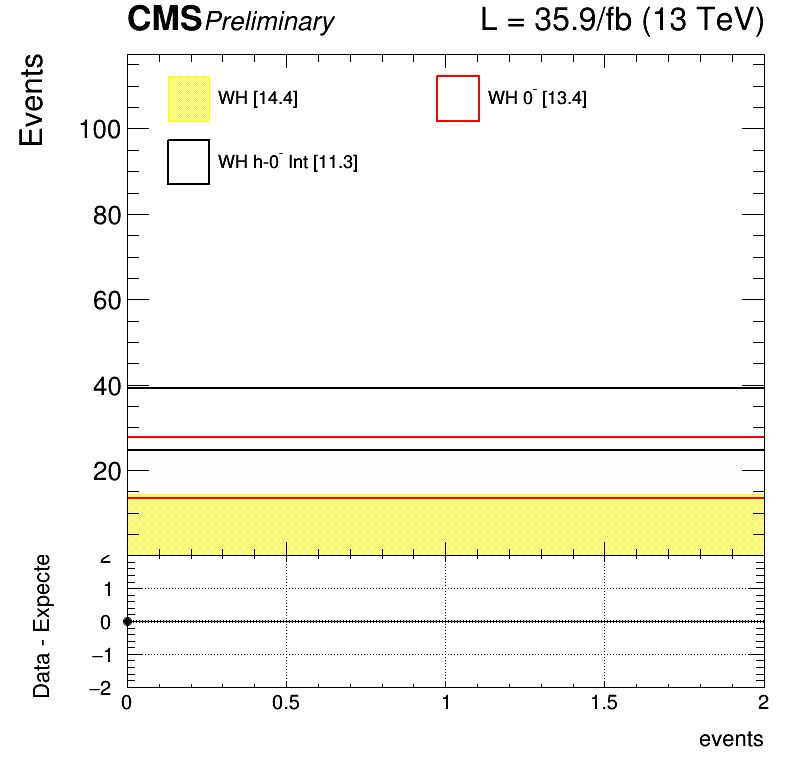 CMS Preliminary L = 35.9/fb (13 TeV)
Events
WH [14.4]
WH 0⁻ [13.4]
WH h-0⁻ Int [11.3]
100
80
60
40
20
Data - Expecte
2
1
0
−1
−2
0 0.5 1 1.5 2
events